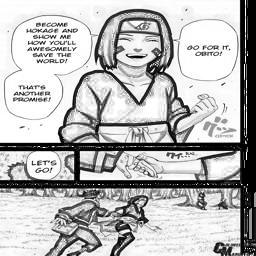 BECOME
HOKAGE AND
SHOW ME
HOW YOU'LL
AWESOMELY
SAVE THE
WORLD!
GO FOR IT,
OBITO!
THAT'S
ANOTHER
PROMISE!
LET'S
GO!